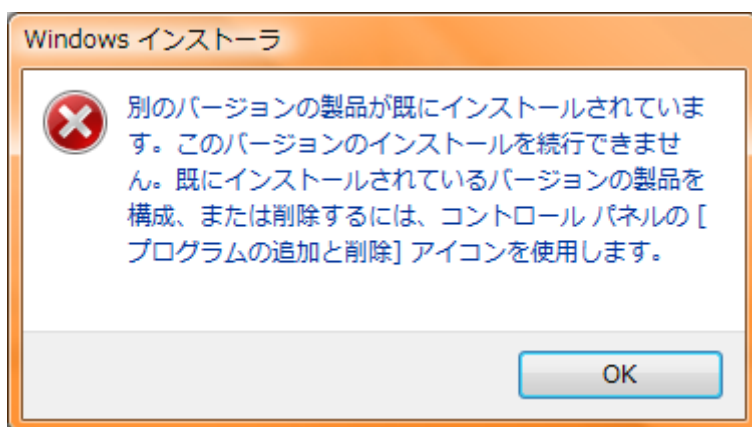 Windows インストーラ
別のバージョンの製品が既にインストールされていま
す。このバージョンのインストールを続行できませ
ん。既にインストールされているバージョンの製品を
構成、または削除するには、コントロール パネルの [
プログラムの追加と削除] アイコンを使用します。
OK